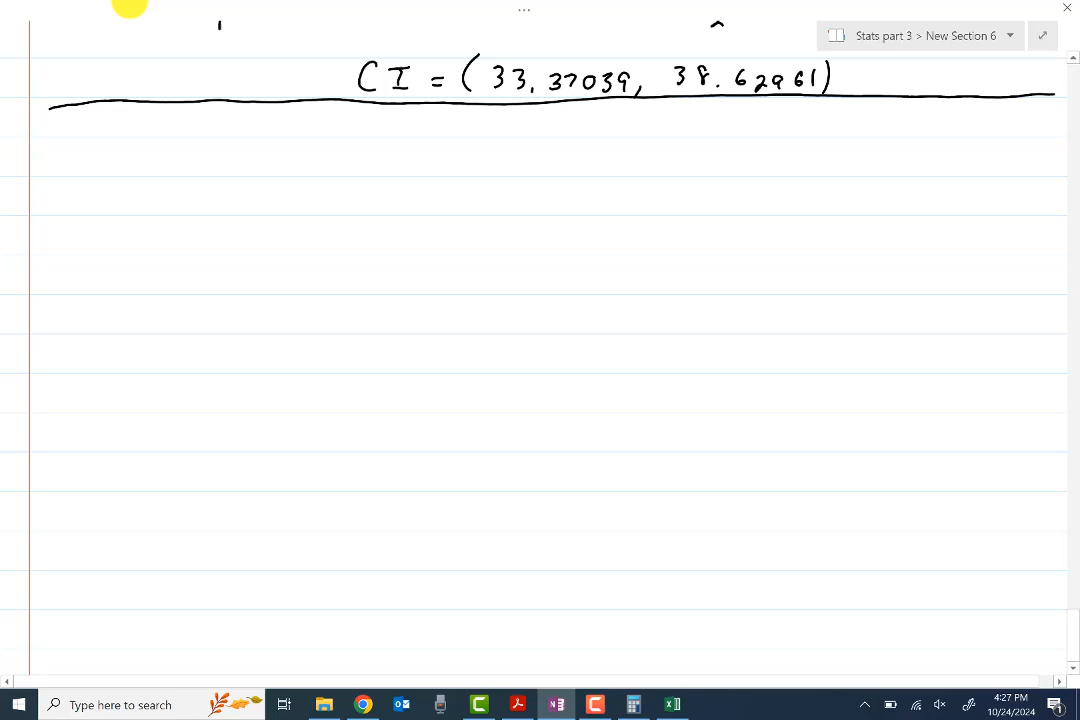 ...
Stats part 3 > New Section 6
CI = (33.37039, 38.62961)
Type here to search
4:27 PM
10/24/2024